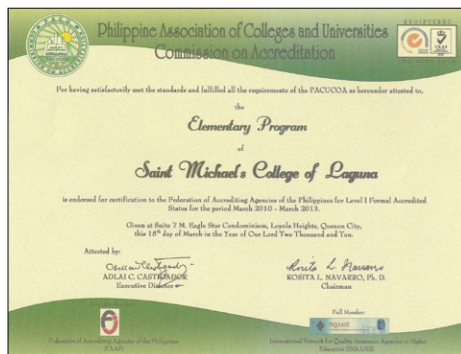 Philippine Association of Colleges and Universities
Commission on Accreditation
REGISTERED
SGS
For having satisfactorily met the standards and fulfilled all the requirements of the PACUCOA as hereunder attested to,
the
Elementary Program
of
Saint Michael's College of Laguna
is endorsed for certification to the Federation of Accrediting Agencies of the Philippines for Level I Formal Accredited
Status for the period March 2010 - March 2013.
Given at Suite 7 M, Eagle Star Condominium, Loyola Heights, Quezon City,
this 18th day of March in the Year of Our Lord Two Thousand and Ten.
Attested by:
ADLAI C. CASTIGADOR
Executive Director
ROSITA L. NAVARRO, Ph. D.
Chairman
Full Member:
INQAAHE
Federation of Accrediting Agencies of the Philippines
(FAAP)
International Network for Quality Assurance Agencies in Higher
Education (INQAAHE)